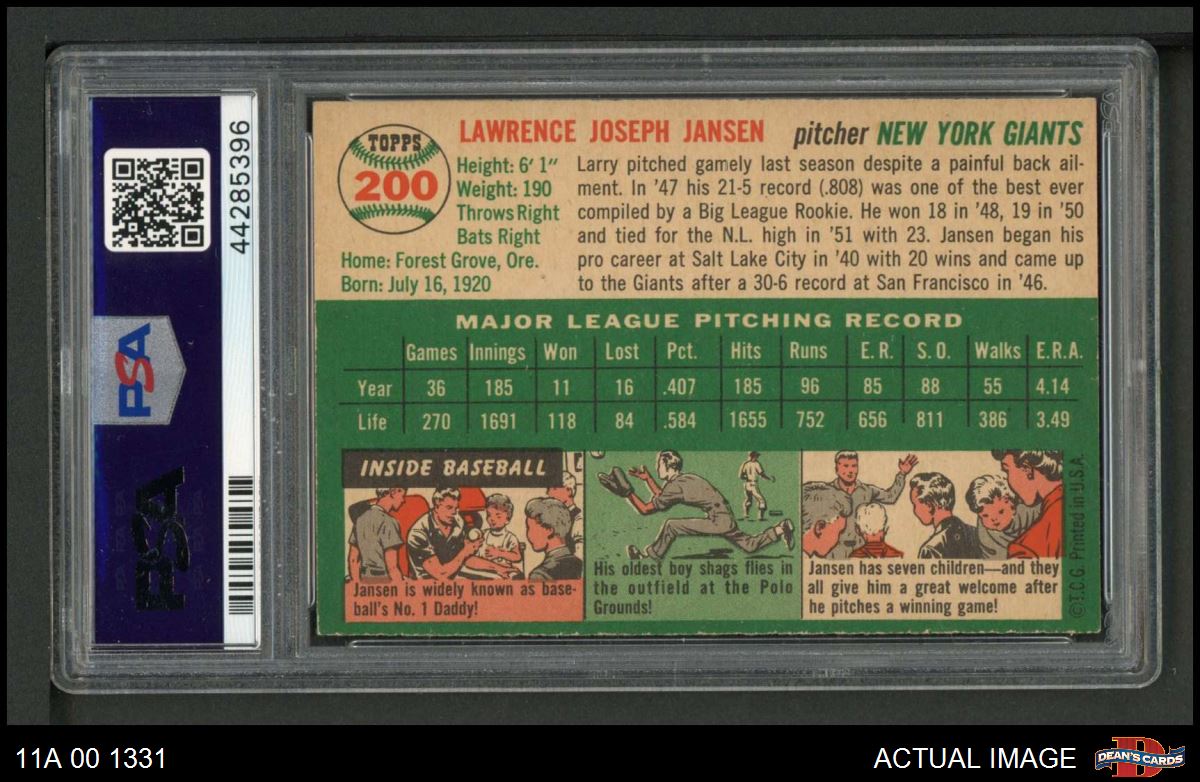 44285396
PSA
PSA
TOPPS
200
LAWRENCE JOSEPH JANSEN pitcher NEW YORK GIANTS
Height: 6' 1"
Weight: 190
Throws Right
Bats Right
Home: Forest Grove, Ore.
Born: July 16, 1920
Larry pitched gamely last season despite a painful back ail-
ment. In '47 his 21-5 record (.808) was one of the best ever
compiled by a Big League Rookie. He won 18 in '48, 19 in '50
and tied for the N.L. high in '51 with 23. Jansen began his
pro career at Salt Lake City in '40 with 20 wins and came up
to the Giants after a 30-6 record at San Francisco in '46.
MAJOR LEAGUE PITCHING RECORD
Games Innings Won Lost Pct. Hits Runs E.R. S.O. Walks E.R.A.
Year 36 185 11 16 .407 185 96 85 88 55 4.14
Life 270 1691 118 84 .584 1655 752 656 811 386 3.49
INSIDE BASEBALL
Jansen is widely known as base-
ball's No. 1 Daddy!
His oldest boy shags flies in
the outfield at the Polo
Grounds!
Jansen has seven children—and they
all give him a great welcome after
he pitches a winning game!
©T.C.G. Printed in U.S.A.
11A 00 1331
ACTUAL IMAGE
DEAN'S CARDS